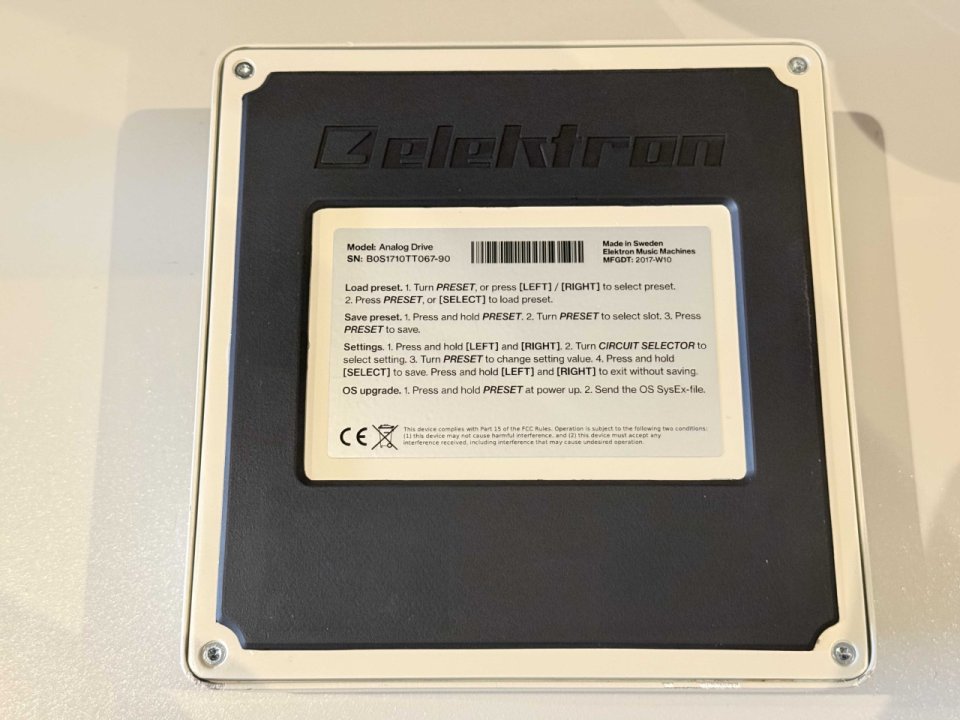 elektron
Model: Analog Drive
SN: B0S1710TT067-90
Made in Sweden
Elektron Music Machines
MFGDT: 2017-W10
Load preset. 1. Turn PRESET, or press [LEFT] / [RIGHT] to select preset.
2. Press PRESET, or [SELECT] to load preset.
Save preset. 1. Press and hold PRESET. 2. Turn PRESET to select slot. 3. Press
PRESET to save.
Settings. 1. Press and hold [LEFT] and [RIGHT]. 2. Turn CIRCUIT SELECTOR to
select setting. 3. Turn PRESET to change setting value. 4. Press and hold
[SELECT] to save. Press and hold [LEFT] and [RIGHT] to exit without saving.
OS upgrade. 1. Press and hold PRESET at power up. 2. Send the OS SysEx-file.
CE
This device complies with Part 15 of the FCC Rules. Operation is subject to the following two conditions:
(1) this device may not cause harmful interference, and (2) this device must accept any
interference received, including interference that may cause undesired operation.